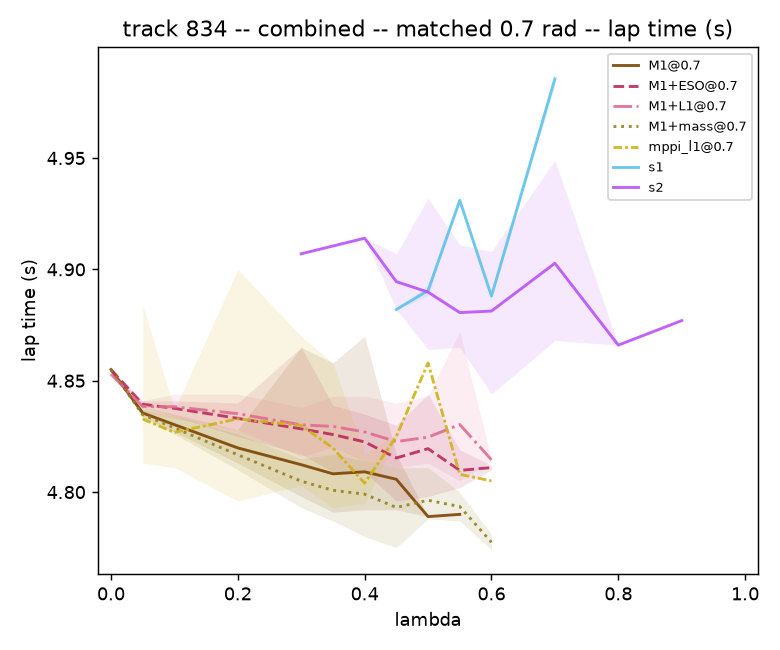 track 834 -- combined -- matched 0.7 rad -- lap time (s)
M1@0.7
M1+ESO@0.7
M1+L1@0.7
M1+mass@0.7
mppi_l1@0.7
s1
s2
4.95
4.90
4.85
4.80
lap time (s)
0.0 0.2 0.4 0.6 0.8 1.0
lambda